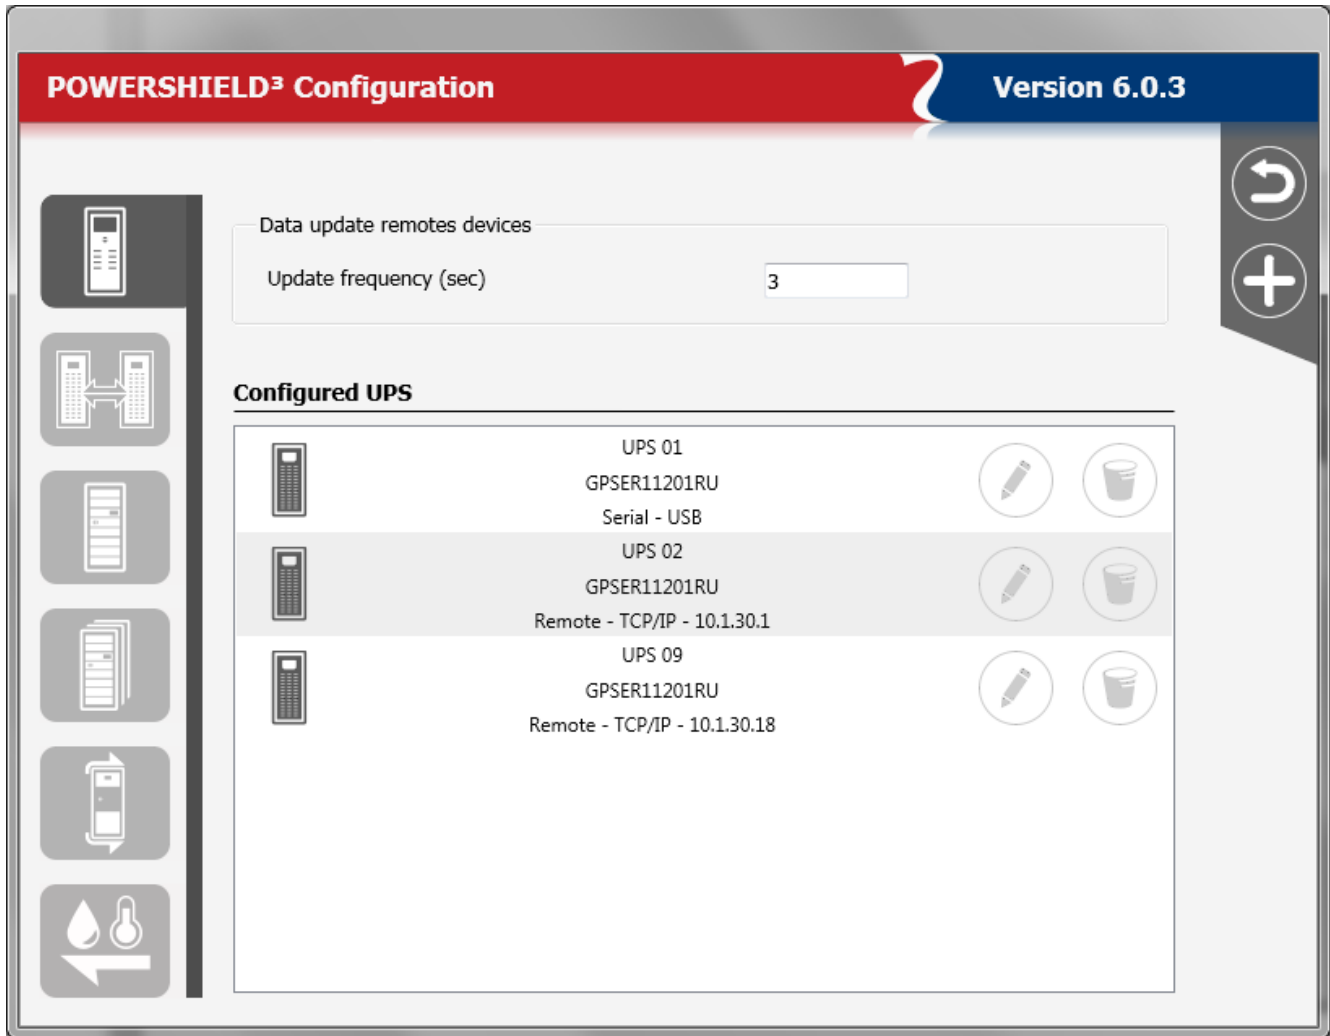 POWERSHIELD³ Configuration
Version 6.0.3
Data update remotes devices
Update frequency (sec)
3
Configured UPS
UPS 01
GPSER11201RU
Serial - USB
UPS 02
GPSER11201RU
Remote - TCP/IP - 10.1.30.1
UPS 09
GPSER11201RU
Remote - TCP/IP - 10.1.30.18